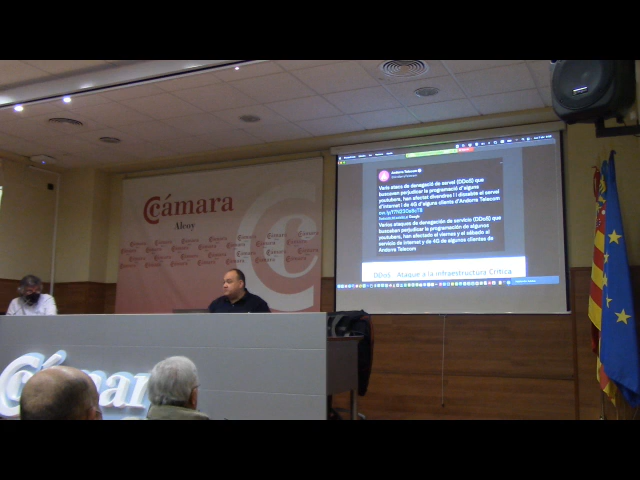 Cámara
Alcoy
Andorra Telecom
Varis atacs de denegació de servei (DDoS) que
buscaven perjudicar la programació d'alguns
youtubers, han afectat divendres i dissabte el servei
d'internet i de 4G d'alguns clients d'Andorra Telecom
Google
Varios ataques de denegación de servicio (DDoS) que
buscaban perjudicar la programación de algunos
youtubers, han afectado el viernes y el sábado al
servicio de internet y de 4G de algunos clientes de
Andorra Telecom
DDoS Ataque a la infraestructura Crítica
Cámar